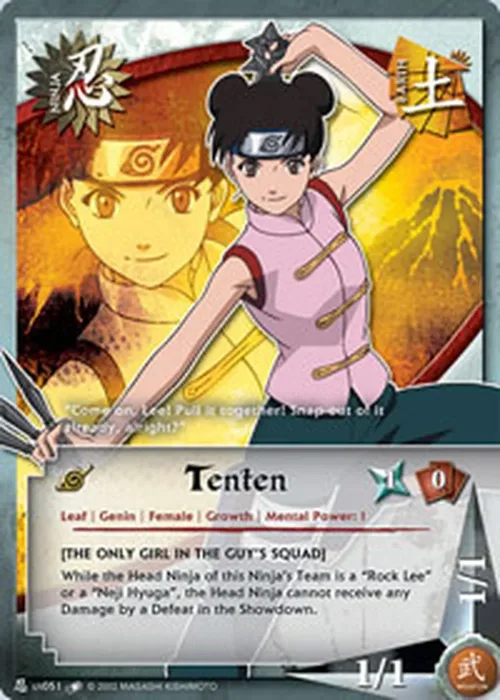 NINJA
忍
EARTH
土
"Come on, Lee! Pull it together! Snap out of it
already, alright?"
Tenten
1
0
Leaf | Genin | Female | Growth | Mental Power: 1
[THE ONLY GIRL IN THE GUY'S SQUAD]
While the Head Ninja of this Ninja's Team is a "Rock Lee"
or a "Neji Hyuga", the Head Ninja cannot receive any
Damage by a Defeat in the Showdown.
1/1
1/1
武
© 2002 MASASHI KISHIMOTO